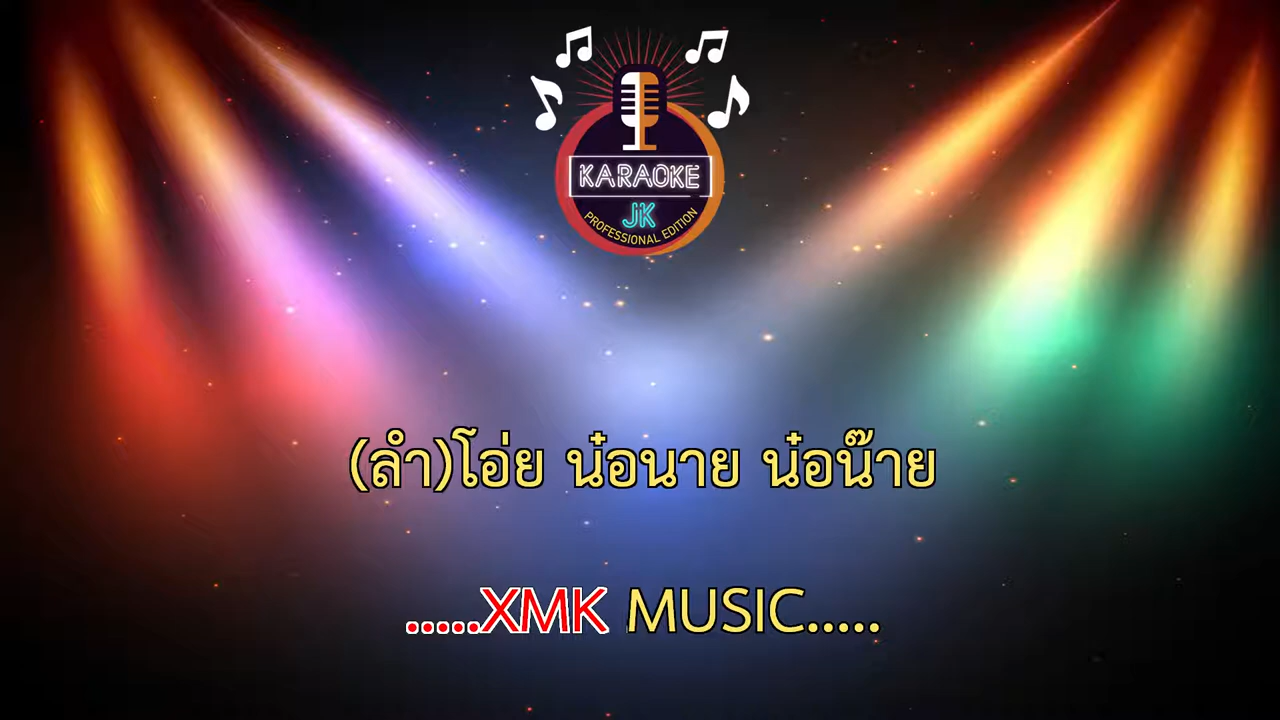 KARAOKE
JK
PROFESSIONAL EDITION
(ลำ)โอ่ย น๋อนาย น๋อน๊าย
.....XMK MUSIC.....